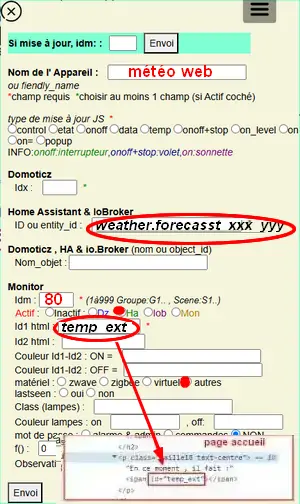 Si mise à jour, idm: :
Envoi
Nom de l' Appareil : météo web
ou fiendly_name
*champ requis *choisir au moins 1 champ (si Actif coché)
type de mise à jour JS *
control etat onoff data temp onoff+stop on_level on
on= popup
INFO:onoff:interrupteur,onoff+stop:volet,on:sonnette
Domoticz
Idx : *
Home Assistant & IoBroker
ID ou entity_id : weather.forecasst_xxx_yyy
Domoticz , HA & io.Broker (nom ou object_id)
Nom_objet :
Monitor
Idm : 80 * (1à999 Groupe:G1.. , Scene:S1..)
Actif : Inactif : Dz Ha Iob Mon
Id1 html : temp_ext *
Id2 html :
Couleur Id1-Id2 : ON =
Couleur Id1-Id2 : OFF =
matériel : zwave zigbee virtuel autres
lastseen : oui non
Class (lampes) :
Couleur lampes : on , off:
mot de passe : alarme & admin commandes NON
f() : 0
Observati
page accueil
</h2>
"En ce moment , il fait :"
<span id="temp_ext"></span>
</p>
<h2>
Envoi